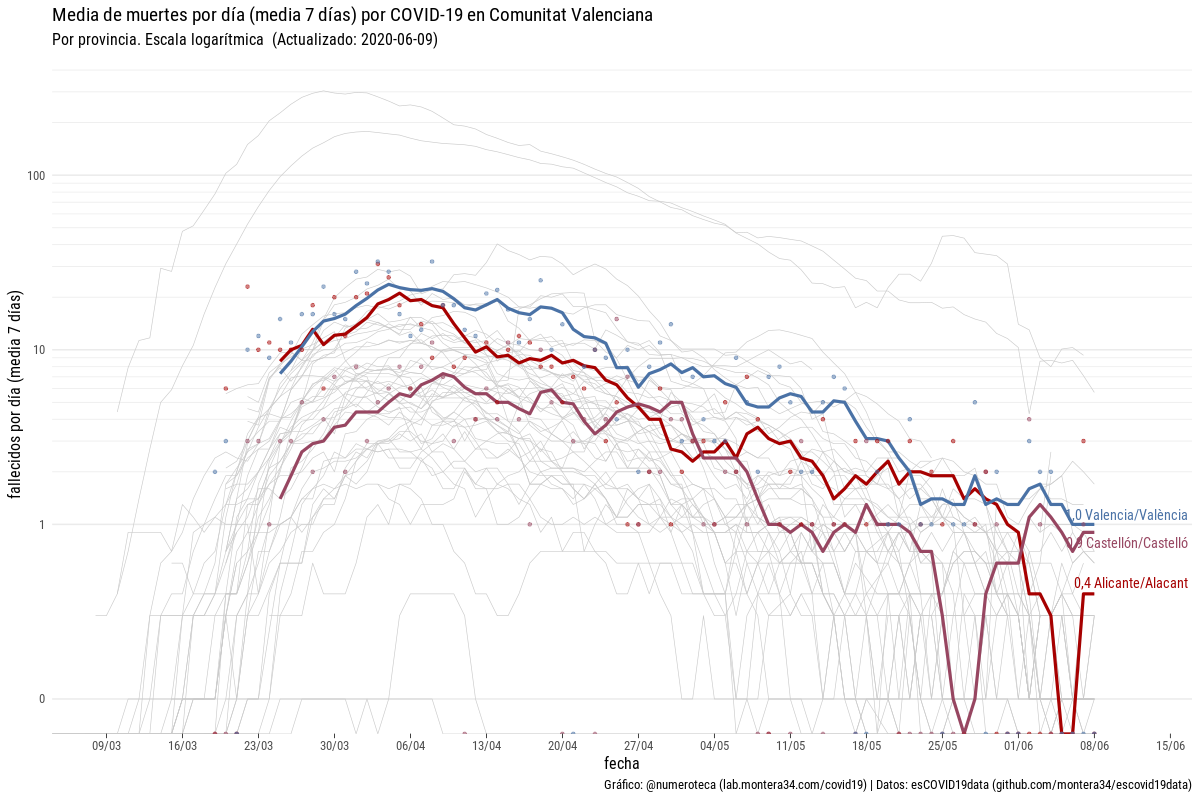 Media de muertes por día (media 7 días) por COVID-19 en Comunitat Valenciana
Por provincia. Escala logarítmica (Actualizado: 2020-06-09)
fallecidos por día (media 7 días)
100
10
1
0
1,0 Valencia/València
0,9 Castellón/Castelló
0,4 Alicante/Alacant
09/03 16/03 23/03 30/03 06/04 13/04 20/04 27/04 04/05 11/05 18/05 25/05 01/06 08/06 15/06
fecha
Gráfico: @numeroteca (lab.montera34.com/covid19) | Datos: esCOVID19data (github.com/montera34/escovid19data)